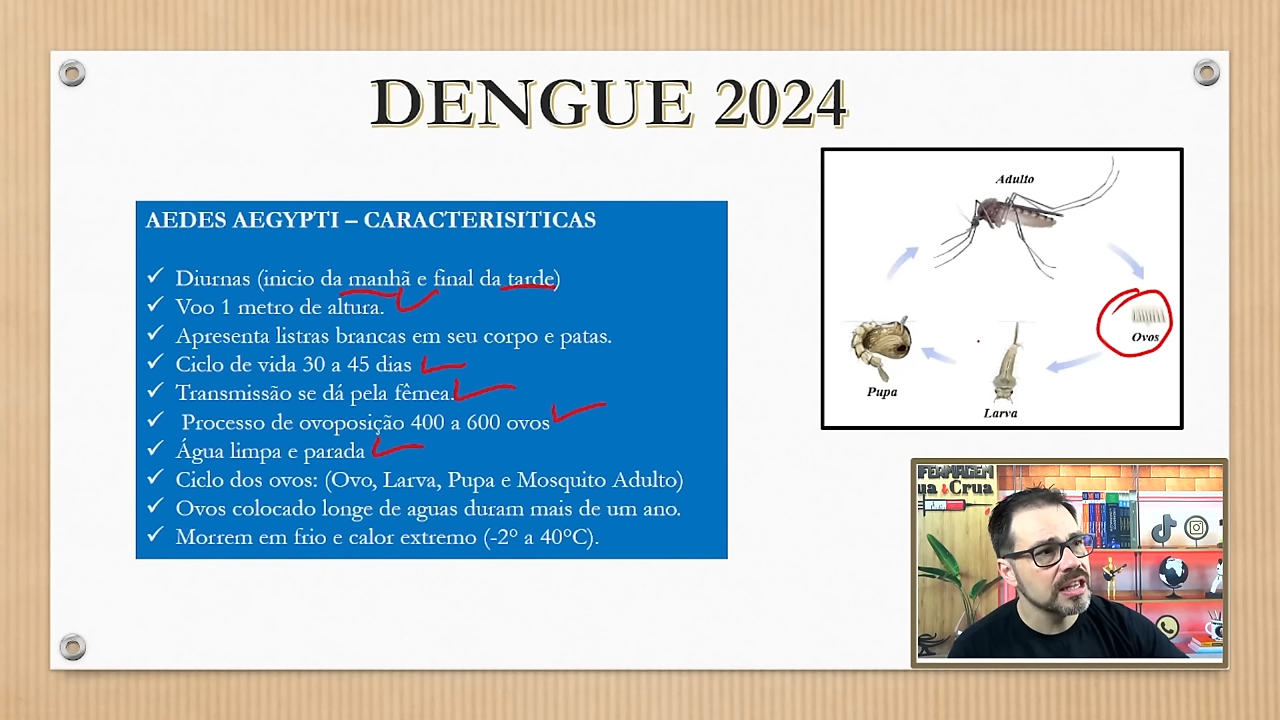 DENGUE 2024
AEDES AEGYPTI – CARACTERISITICAS
Diurnas (inicio da manhã e final da tarde)
Voo 1 metro de altura.
Apresenta listras brancas em seu corpo e patas.
Ciclo de vida 30 a 45 dias
Transmissão se dá pela fêmea.
Processo de ovoposição 400 a 600 ovos
Água limpa e parada
Ciclo dos ovos: (Ovo, Larva, Pupa e Mosquito Adulto)
Ovos colocado longe de aguas duram mais de um ano.
Morrem em frio e calor extremo (-2° a 40°C).
Adulto
Ovos
Larva
Pupa
FERMAGEM
ua Crua